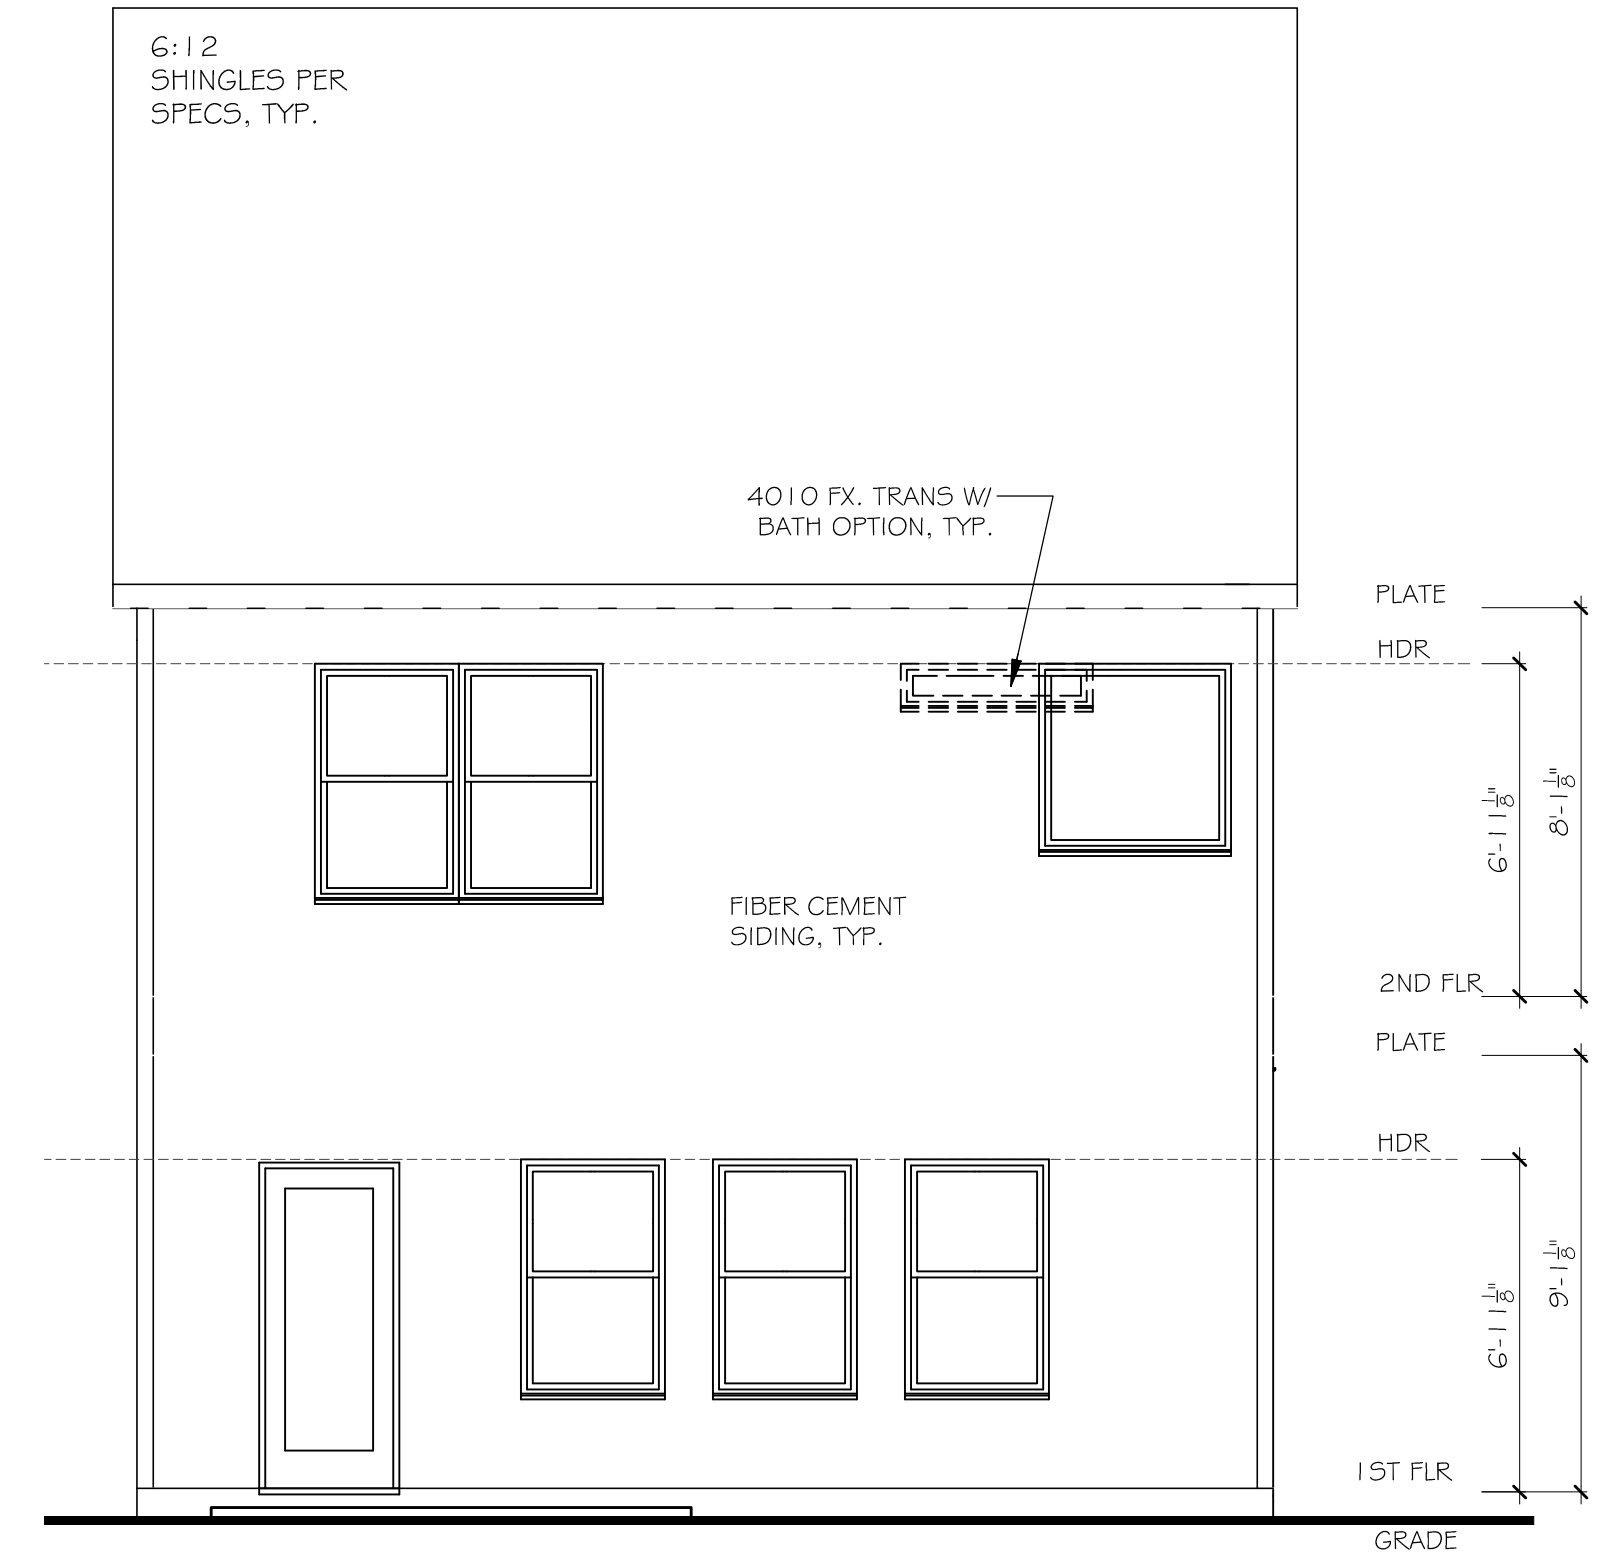 6:12
SHINGLES PER
SPECS, TYP.
4010 FX. TRANS W/
BATH OPTION, TYP.
PLATE
HDR
6'-11 1/8"
8'-1 1/8"
FIBER CEMENT
SIDING, TYP.
2ND FLR
PLATE
HDR
6'-11 1/8"
9'-1 1/8"
1ST FLR
GRADE